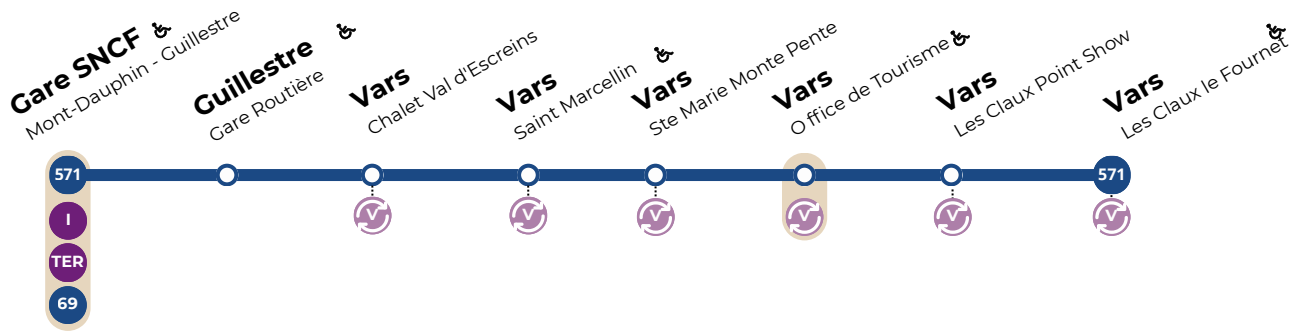 Gare SNCF
Mont-Dauphin - Guillestre
Guillestre
Gare Routière
Vars
Chalet Val d'Escreins
Vars
Saint Marcellin
Vars
Ste Marie Monte Pente
Vars
Office de Tourisme
Vars
Les Claux Point Show
Vars
Les Claux le Fournet
571
571
I
TER
69
V
V
V
V
V
V